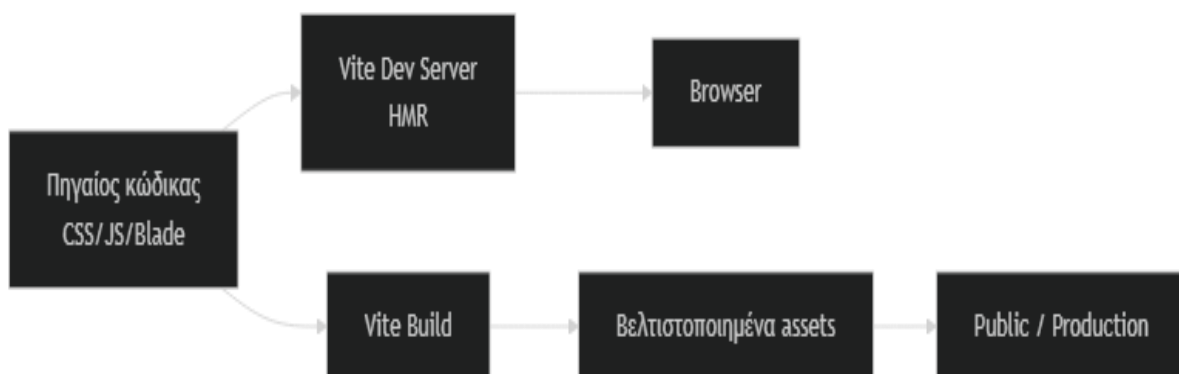 Πηγαίος κώδικας
CSS/JS/Blade
Vite Dev Server
HMR
Browser
Vite Build
Βελτιστοποιημένα assets
Public / Production